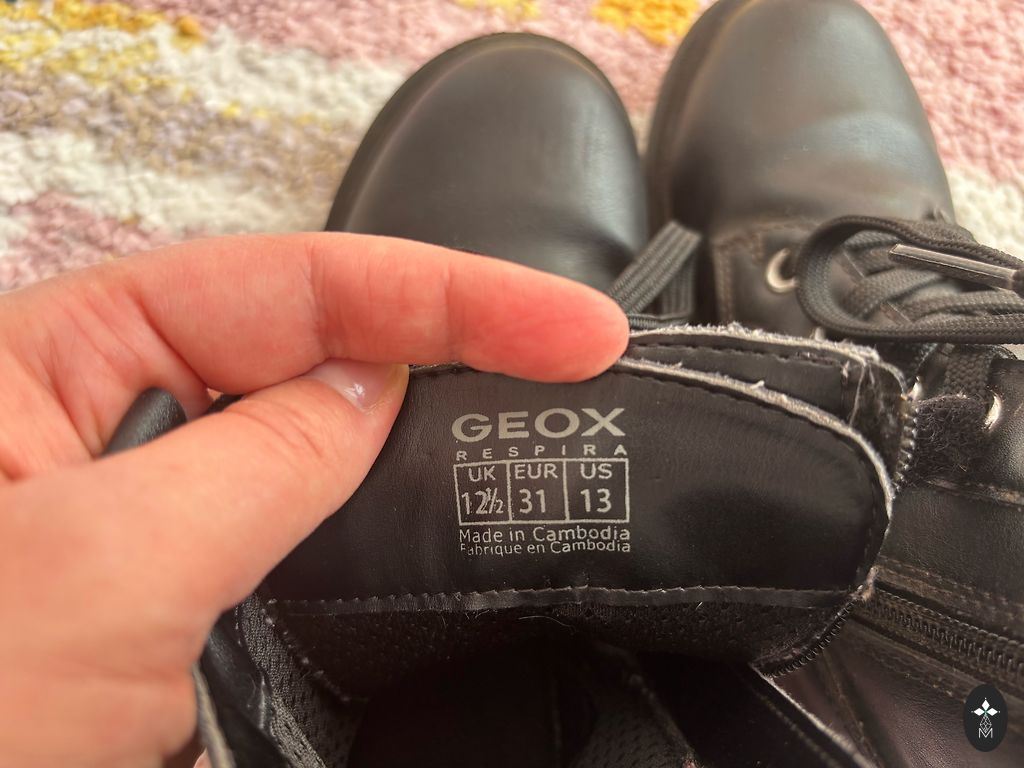 GEOX
RESPIRA
UK EUR US
12½ 31 13
Made in Cambodia
Fabrique en Cambodia
M